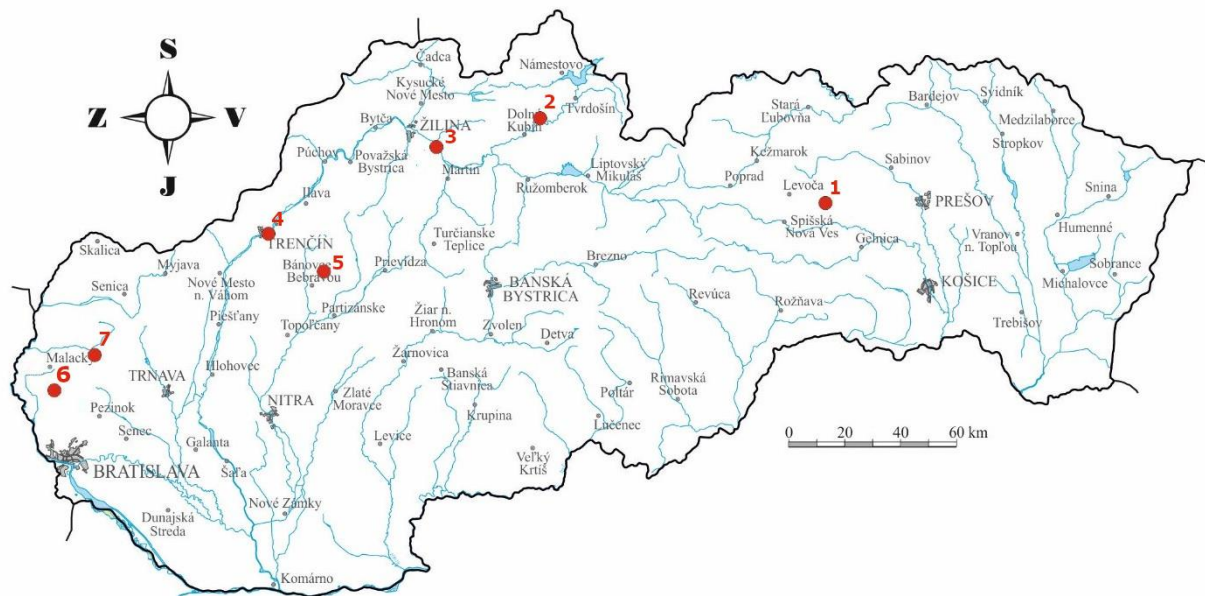 S
Z
V
J
Čadca
Kysucké
Nové Mesto
Námestovo
Tvrdošín
2
Dolný
Kubín
Bytča
ŽILINA
3
Púchov
Považská
Bystrica
Martin
Ružomberok
Liptovský
Mikuláš
Ilava
4
TRENČÍN
Turčianske
Teplice
Bánovce
Bebravou
5
Prievidza
Skalica
Myjava
Senica
Nové Mesto
n. Váhom
Piešťany
Partizánske
Topoľčany
Stará
Ľubovňa
Kežmarok
Poprad
Levoča
1
Spišská
Nová Ves
Gelnica
Sabinov
PREŠOV
Bardejov
Svidník
Medzilaborce
Stropkov
Snina
Humenné
Vranov
n. Topľou
Sobrance
Michalovce
KOŠICE
Trebišov
Rožňava
Revúca
Brezno
BANSKÁ
BYSTRICA
Žiar n.
Hronom
Zvolen
Detva
Žarnovica
Banská
Štiavnica
Krupina
Zlaté
Moravce
Poltár
Rimavská
Sobota
Lučenec
Veľký
Krtíš
Levice
7
Malacky
6
Hlohovec
TRNAVA
NITRA
Pezinok
Senec
Galanta
Šaľa
BRATISLAVA
Nové Zámky
Dunajská
Streda
Komárno
0 20 40 60 km